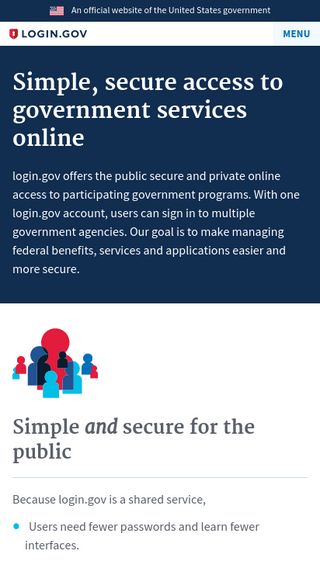 An official website of the United States government
LOGIN.GOV
MENU
Simple, secure access to
government services
online
login.gov offers the public secure and private online
access to participating government programs. With one
login.gov account, users can sign in to multiple
government agencies. Our goal is to make managing
federal benefits, services and applications easier and
more secure.
Simple and secure for the
public
Because login.gov is a shared service,
Users need fewer passwords and learn fewer
interfaces.